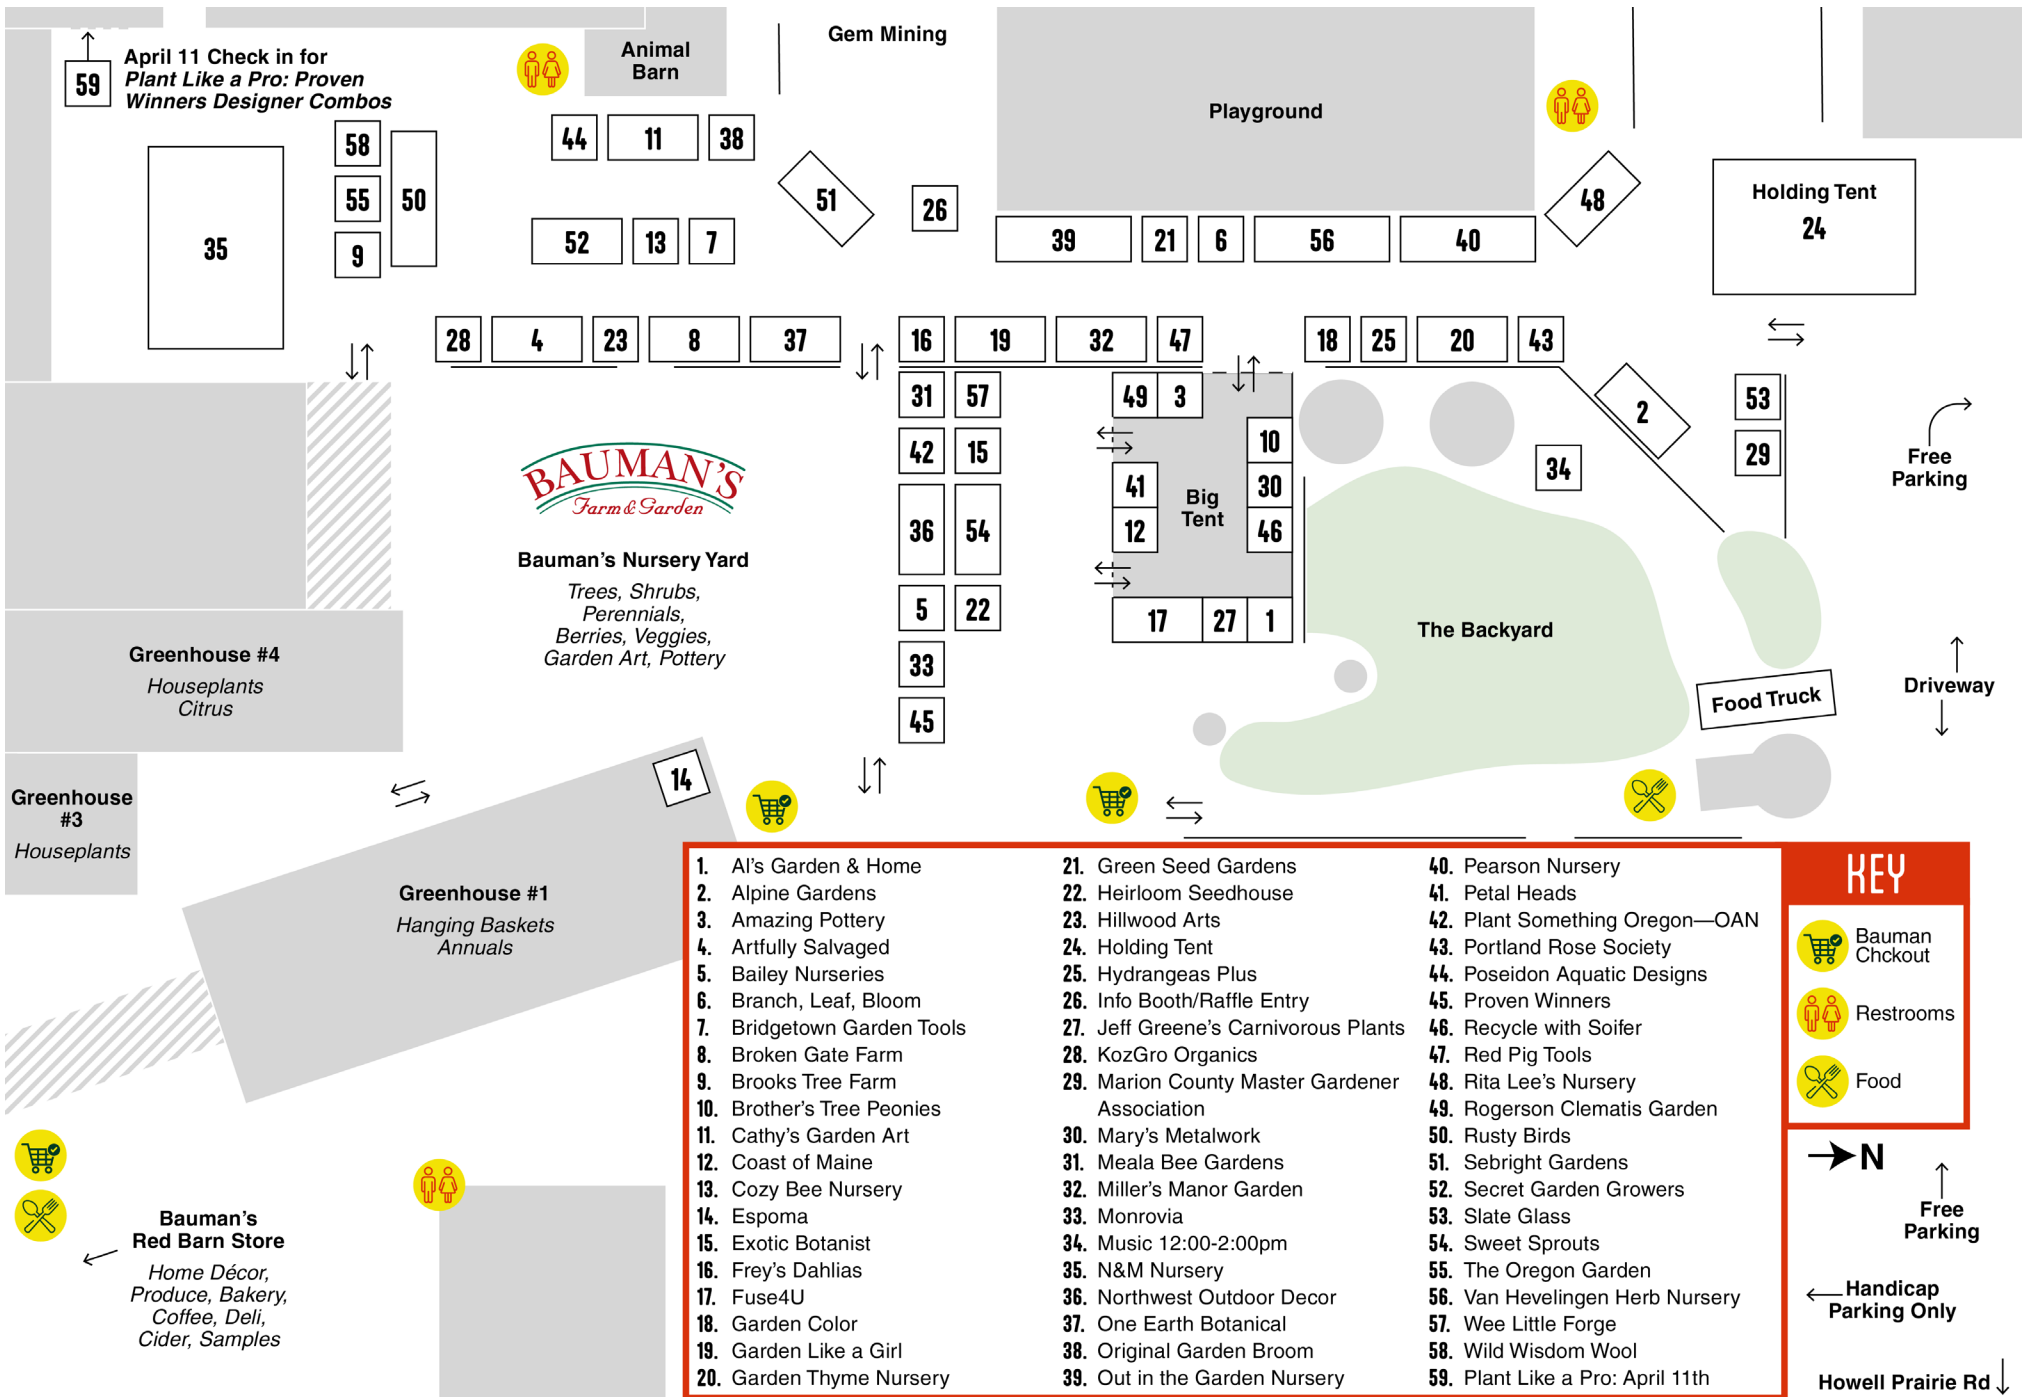 April 11 Check in for
Plant Like a Pro: Proven
Winners Designer Combos
59
Animal
Barn
Gem Mining
Playground
Holding Tent
24
58
55
9
50
35
44
11
38
52
13
7
51
26
39
21
6
56
40
48
28
4
23
8
37
16
19
32
47
18
25
20
43
31
57
42
15
36
54
5
22
33
45
49
3
10
41
30
12
46
Big
Tent
17
27
1
2
34
53
29
Free
Parking
BAUMAN'S
Farm & Garden
Bauman's Nursery Yard
Trees, Shrubs,
Perennials,
Berries, Veggies,
Garden Art, Pottery
The Backyard
Food Truck
Driveway
Greenhouse #4
Houseplants
Citrus
Greenhouse
#3
Houseplants
14
Greenhouse #1
Hanging Baskets
Annuals
Bauman's
Red Barn Store
Home Décor,
Produce, Bakery,
Coffee, Deli,
Cider, Samples
1. Al's Garden & Home
2. Alpine Gardens
3. Amazing Pottery
4. Artfully Salvaged
5. Bailey Nurseries
6. Branch, Leaf, Bloom
7. Bridgetown Garden Tools
8. Broken Gate Farm
9. Brooks Tree Farm
10. Brother's Tree Peonies
11. Cathy's Garden Art
12. Coast of Maine
13. Cozy Bee Nursery
14. Espoma
15. Exotic Botanist
16. Frey's Dahlias
17. Fuse4U
18. Garden Color
19. Garden Like a Girl
20. Garden Thyme Nursery
21. Green Seed Gardens
22. Heirloom Seedhouse
23. Hillwood Arts
24. Holding Tent
25. Hydrangeas Plus
26. Info Booth/Raffle Entry
27. Jeff Greene's Carnivorous Plants
28. KozGro Organics
29. Marion County Master Gardener
Association
30. Mary's Metalwork
31. Meala Bee Gardens
32. Miller's Manor Garden
33. Monrovia
34. Music 12:00-2:00pm
35. N&M Nursery
36. Northwest Outdoor Decor
37. One Earth Botanical
38. Original Garden Broom
39. Out in the Garden Nursery
40. Pearson Nursery
41. Petal Heads
42. Plant Something Oregon—OAN
43. Portland Rose Society
44. Poseidon Aquatic Designs
45. Proven Winners
46. Recycle with Soifer
47. Red Pig Tools
48. Rita Lee's Nursery
49. Rogerson Clematis Garden
50. Rusty Birds
51. Sebright Gardens
52. Secret Garden Growers
53. Slate Glass
54. Sweet Sprouts
55. The Oregon Garden
56. Van Hevelingen Herb Nursery
57. Wee Little Forge
58. Wild Wisdom Wool
59. Plant Like a Pro: April 11th
KEY
Bauman
Chckout
Restrooms
Food
N
Free
Parking
Handicap
Parking Only
Howell Prairie Rd